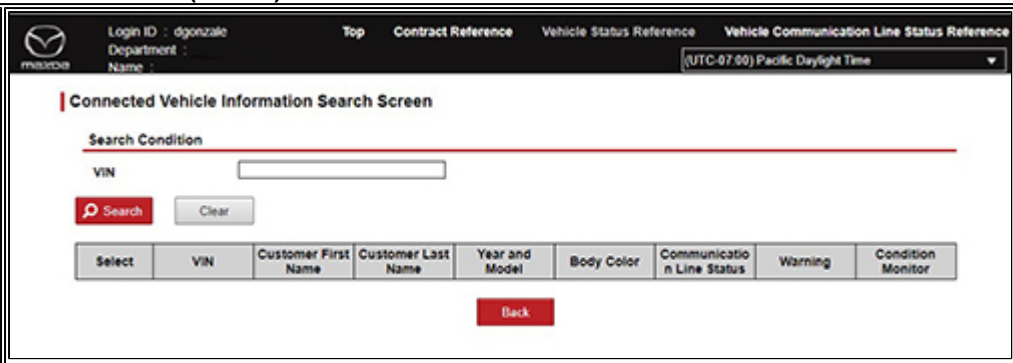 Login ID : dgonzale
Department :
Name :
mazda
Top Contract Reference Vehicle Status Reference Vehicle Communication Line Status Reference
(UTC-07:00) Pacific Daylight Time
Connected Vehicle Information Search Screen
Search Condition
VIN
Search Clear
Select VIN Customer First Name Customer Last Name Year and Model Body Color Communication Line Status Warning Condition Monitor
Back